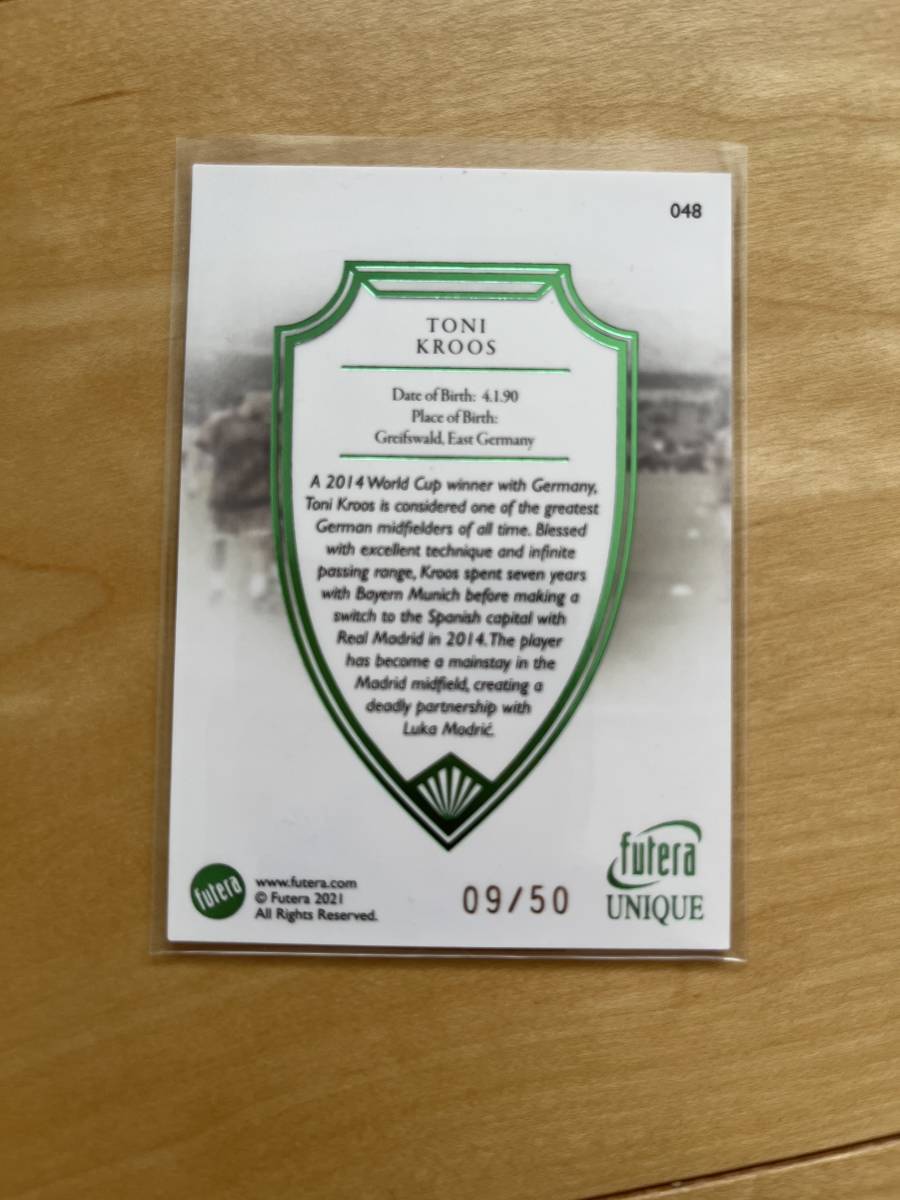 048
TONI
KROOS
Date of Birth: 4.1.90
Place of Birth:
Greifswald, East Germany
A 2014 World Cup winner with Germany,
Toni Kroos is considered one of the greatest
German midfielders of all time. Blessed
with excellent technique and infinite
passing range, Kroos spent seven years
with Bayern Munich before making a
switch to the Spanish capital with
Real Madrid in 2014. The player
has become a mainstay in the
Madrid midfield, creating a
deadly partnership with
Luka Modrić.
futera
www.futera.com
© Futera 2021
All Rights Reserved.
09/50
futera
UNIQUE